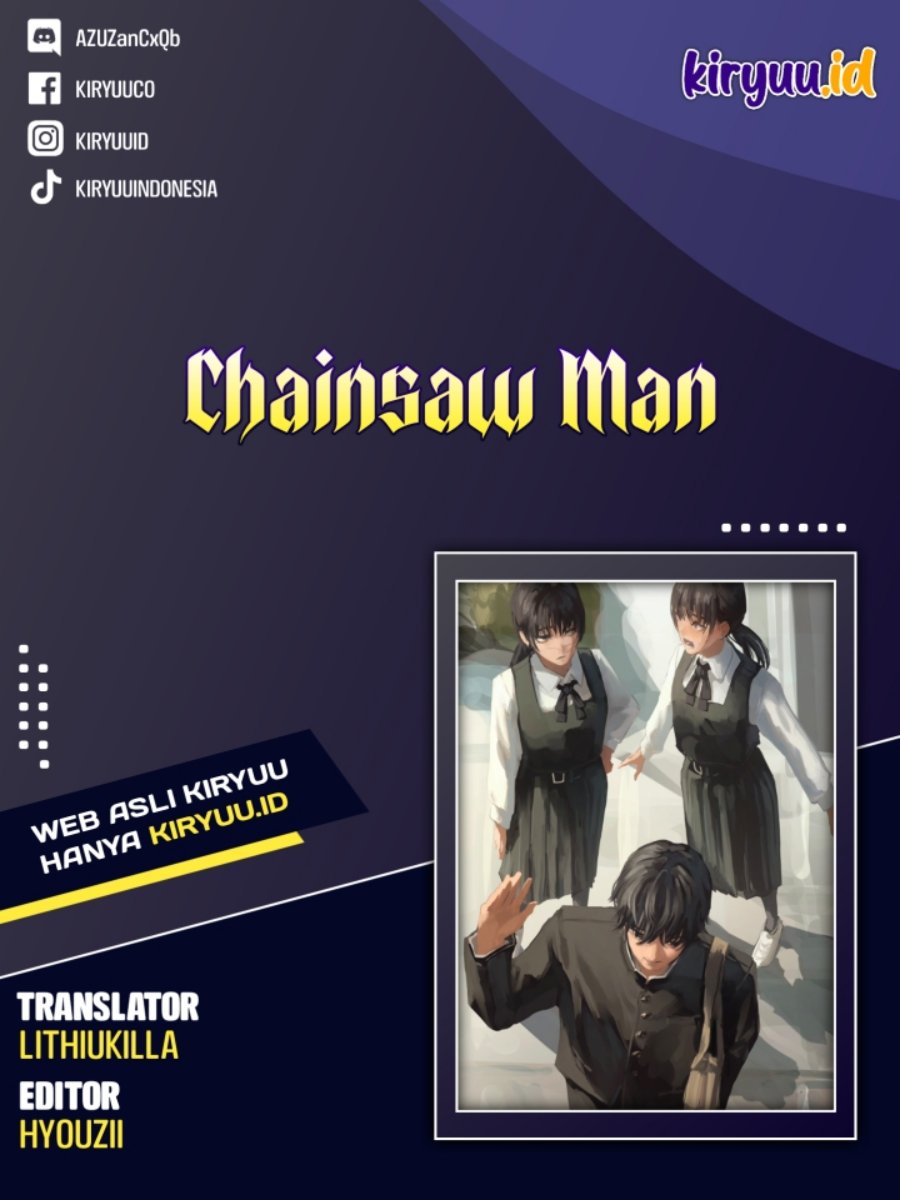 AZUZanCxQb
KIRYUUCO
KIRYUUID
KIRYUUINDONESIA
kiryuu.id
Chainsaw Man
WEB ASLI KIRYUU
HANYA KIRYUU.ID
TRANSLATOR
LITHIUKILLA
EDITOR
HYOUZII